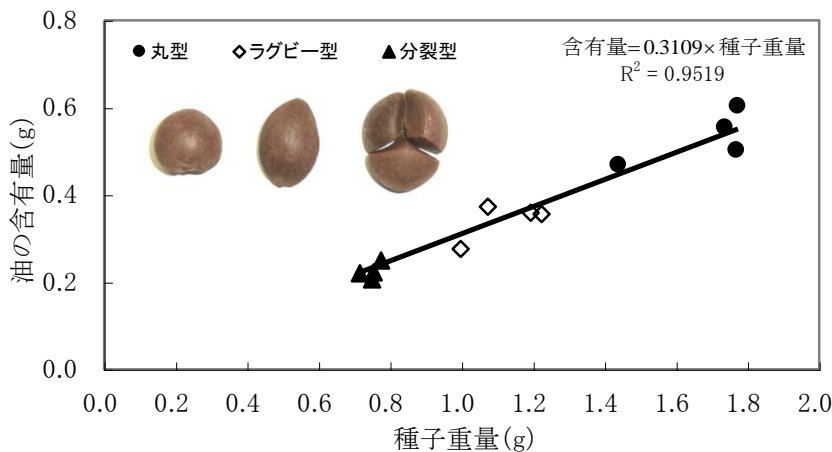 0.8
● 丸型 ◇ ラグビー型 ▲ 分裂型
含有量=0.3109×種子重量
R² = 0.9519
0.6
油の含有量(g)
0.4
0.2
0.0
0.0 0.2 0.4 0.6 0.8 1.0 1.2 1.4 1.6 1.8 2.0
種子重量(g)